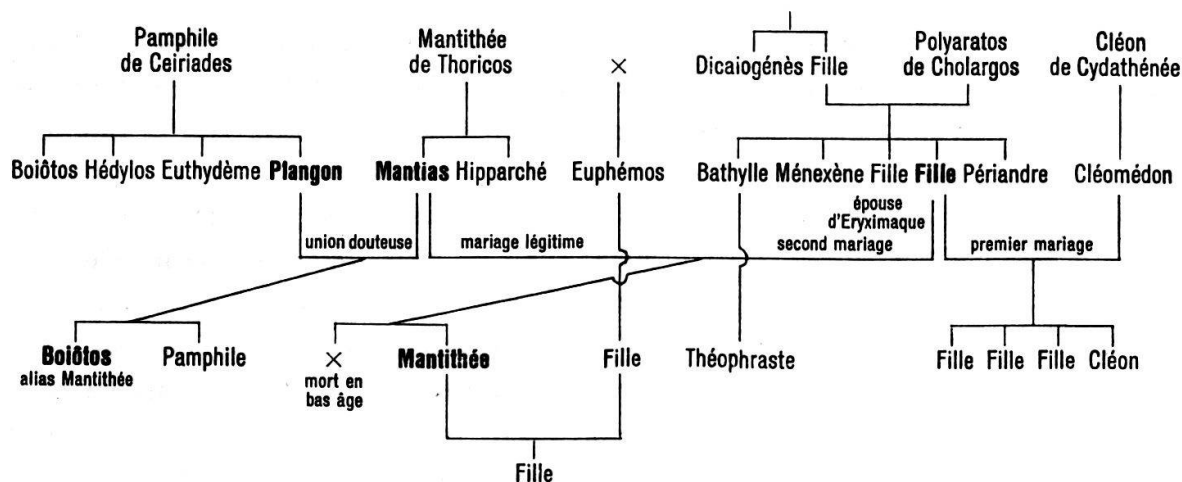 Pamphile
de Ceiriades
Mantithée
de Thoricos
×
Dicaiogénès Fille
Polyaratos
de Cholargos
Cléon
de Cydathénée
Boiôtos Hédylos Euthydème Plangon
Mantias Hipparché
Euphémos
Bathylle Ménexène Fille Fille Périandre
Cléomédon
épouse
d'Eryximaque
union douteuse
mariage légitime
second mariage
premier mariage
Boiôtos
alias Mantithée
Pamphile
×
mort en
bas âge
Mantithée
Fille
Théophraste
Fille Fille Fille Cléon
Fille